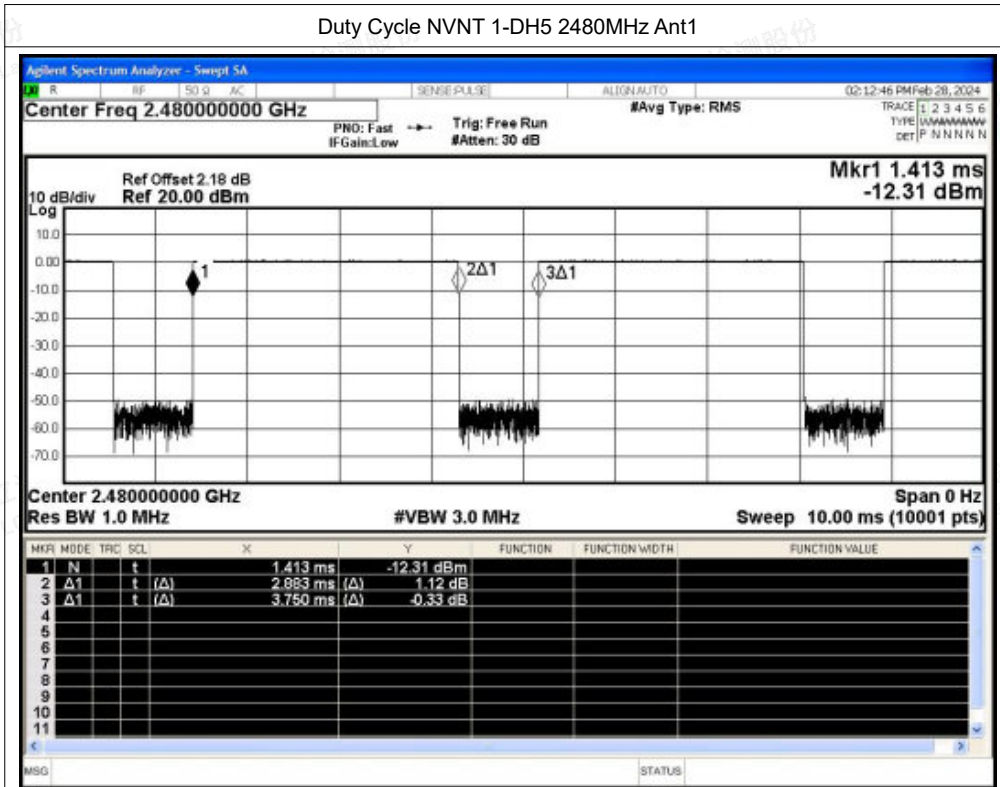 Duty Cycle NVNT 1-DH5 2480MHz Ant1
Agilent Spectrum Analyzer - Swept SA
R RF 50 Ω AC SENSE:PULSE ALIGN AUTO 02:12:46 PM Feb 28, 2024
Center Freq 2.480000000 GHz #Avg Type: RMS TRACE 1 2 3 4 5 6
PNO: Fast Trig: Free Run TYPE
IFGain:Low #Atten: 30 dB DET P N N N N N
Mkr1 1.413 ms
-12.31 dBm
Ref Offset 2.18 dB
10 dB/div Ref 20.00 dBm
Log
10.0
0.00
1 2Δ1 3Δ1
-10.0
-20.0
-30.0
-40.0
-50.0
-60.0
-70.0
Center 2.480000000 GHz Span 0 Hz
Res BW 1.0 MHz #VBW 3.0 MHz Sweep 10.00 ms (10001 pts)
MKR MODE TRC SCL X Y FUNCTION FUNCTION WIDTH FUNCTION VALUE
1 N t 1.413 ms -12.31 dBm
2 Δ1 t (Δ) 2.883 ms (Δ) 1.12 dB
3 Δ1 t (Δ) 3.750 ms (Δ) -0.33 dB
4
5
6
7
8
9
10
11
MSG STATUS